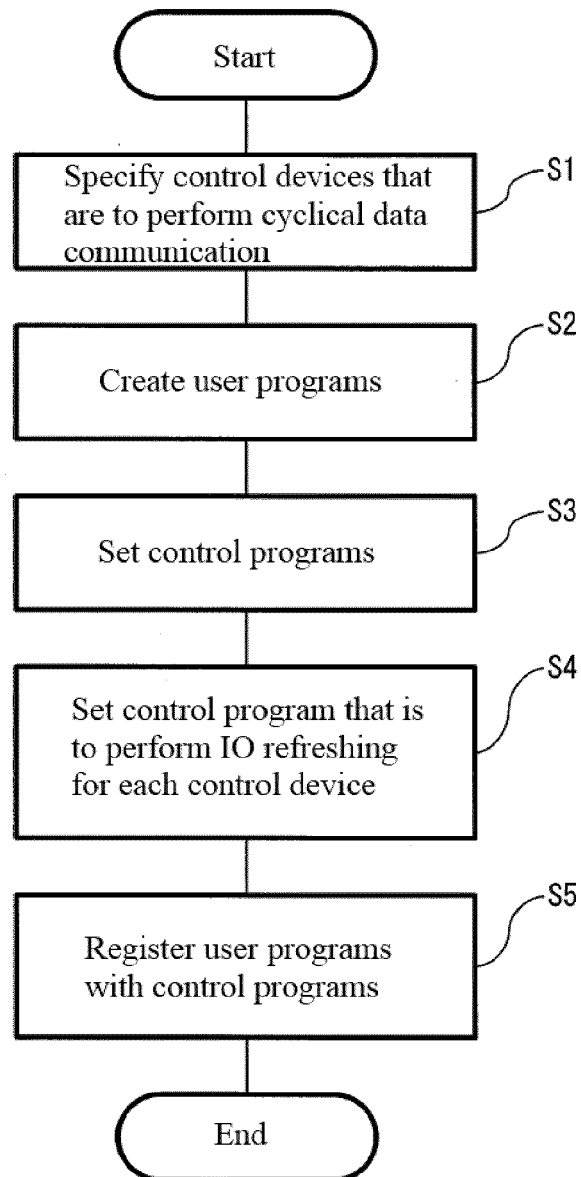 Start
Specify control devices that
are to perform cyclical data
communication
S1
Create user programs
S2
Set control programs
S3
Set control program that is
to perform IO refreshing
for each control device
S4
Register user programs
with control programs
S5
End